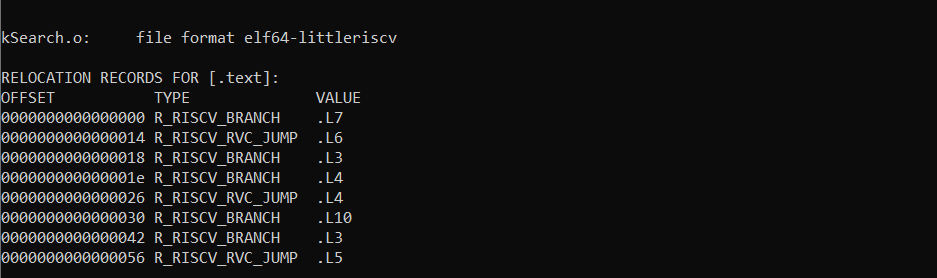 kSearch.o:     file format elf64-littleriscv
RELOCATION RECORDS FOR [.text]:
OFFSET           TYPE              VALUE
0000000000000000 R_RISCV_BRANCH    .L7
0000000000000014 R_RISCV_RVC_JUMP  .L6
0000000000000018 R_RISCV_BRANCH    .L3
000000000000001e R_RISCV_BRANCH    .L4
0000000000000026 R_RISCV_RVC_JUMP  .L4
0000000000000030 R_RISCV_BRANCH    .L10
0000000000000042 R_RISCV_BRANCH    .L3
0000000000000056 R_RISCV_RVC_JUMP  .L5